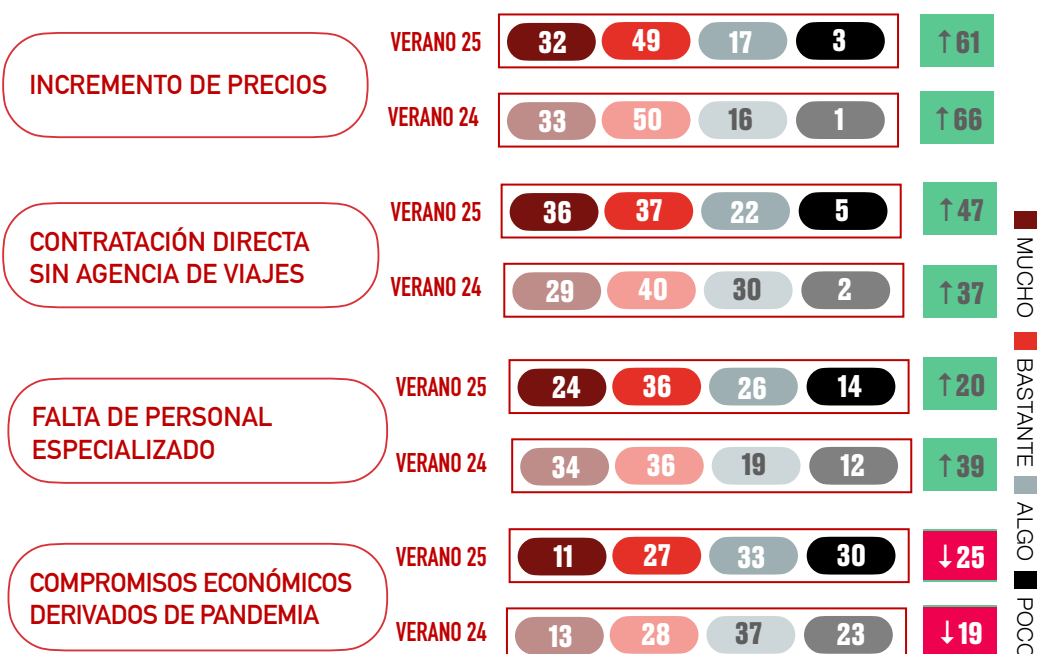 INCREMENTO DE PRECIOS
VERANO 25 32 49 17 3 ↑61
VERANO 24 33 50 16 1 ↑66
CONTRATACIÓN DIRECTA
SIN AGENCIA DE VIAJES
VERANO 25 36 37 22 5 ↑47
VERANO 24 29 40 30 2 ↑37
FALTA DE PERSONAL
ESPECIALIZADO
VERANO 25 24 36 26 14 ↑20
VERANO 24 34 36 19 12 ↑39
COMPROMISOS ECONÓMICOS
DERIVADOS DE PANDEMIA
VERANO 25 11 27 33 30 ↓25
VERANO 24 13 28 37 23 ↓19
MUCHO BASTANTE ALGO POCO